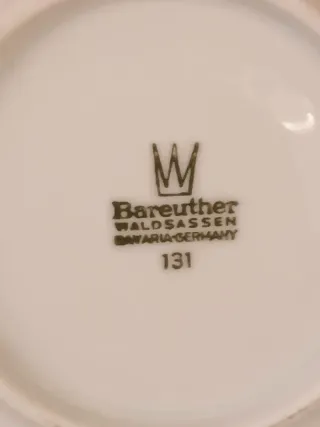 Bareuther
WALDSASSEN
BAVARIA-GERMANY
131